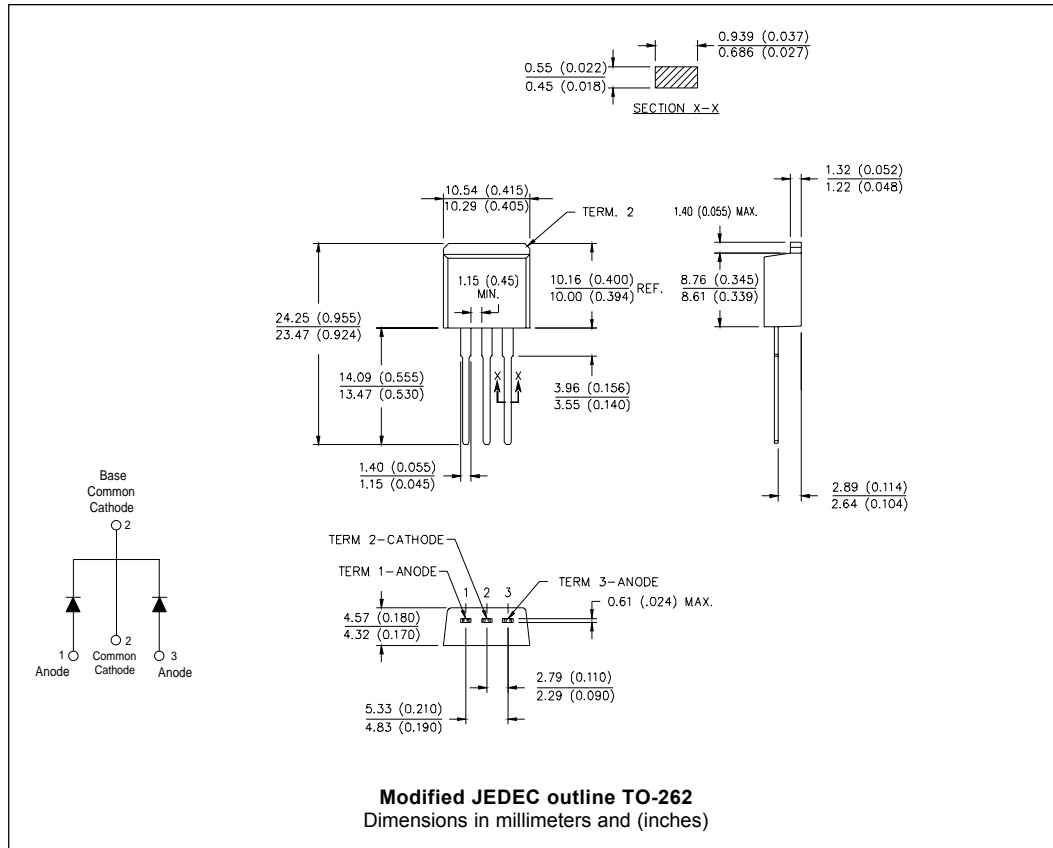 0.939 (0.037)
0.686 (0.027)
0.55 (0.022)
0.45 (0.018)
SECTION X-X
10.54 (0.415)
10.29 (0.405)
TERM. 2
1.32 (0.052)
1.22 (0.048)
1.40 (0.055) MAX.
1.15 (0.45)
MIN.
10.16 (0.400)
10.00 (0.394)
REF.
8.76 (0.345)
8.61 (0.339)
24.25 (0.955)
23.47 (0.924)
14.09 (0.555)
13.47 (0.530)
X X
3.96 (0.156)
3.55 (0.140)
1.40 (0.055)
1.15 (0.045)
2.89 (0.114)
2.64 (0.104)
Base
Common
Cathode
2
2
1
Anode
Common
Cathode
3
Anode
TERM 2-CATHODE
TERM 1-ANODE
TERM 3-ANODE
1 2 3
0.61 (.024) MAX.
4.57 (0.180)
4.32 (0.170)
2.79 (0.110)
2.29 (0.090)
5.33 (0.210)
4.83 (0.190)
Modified JEDEC outline TO-262
Dimensions in millimeters and (inches)